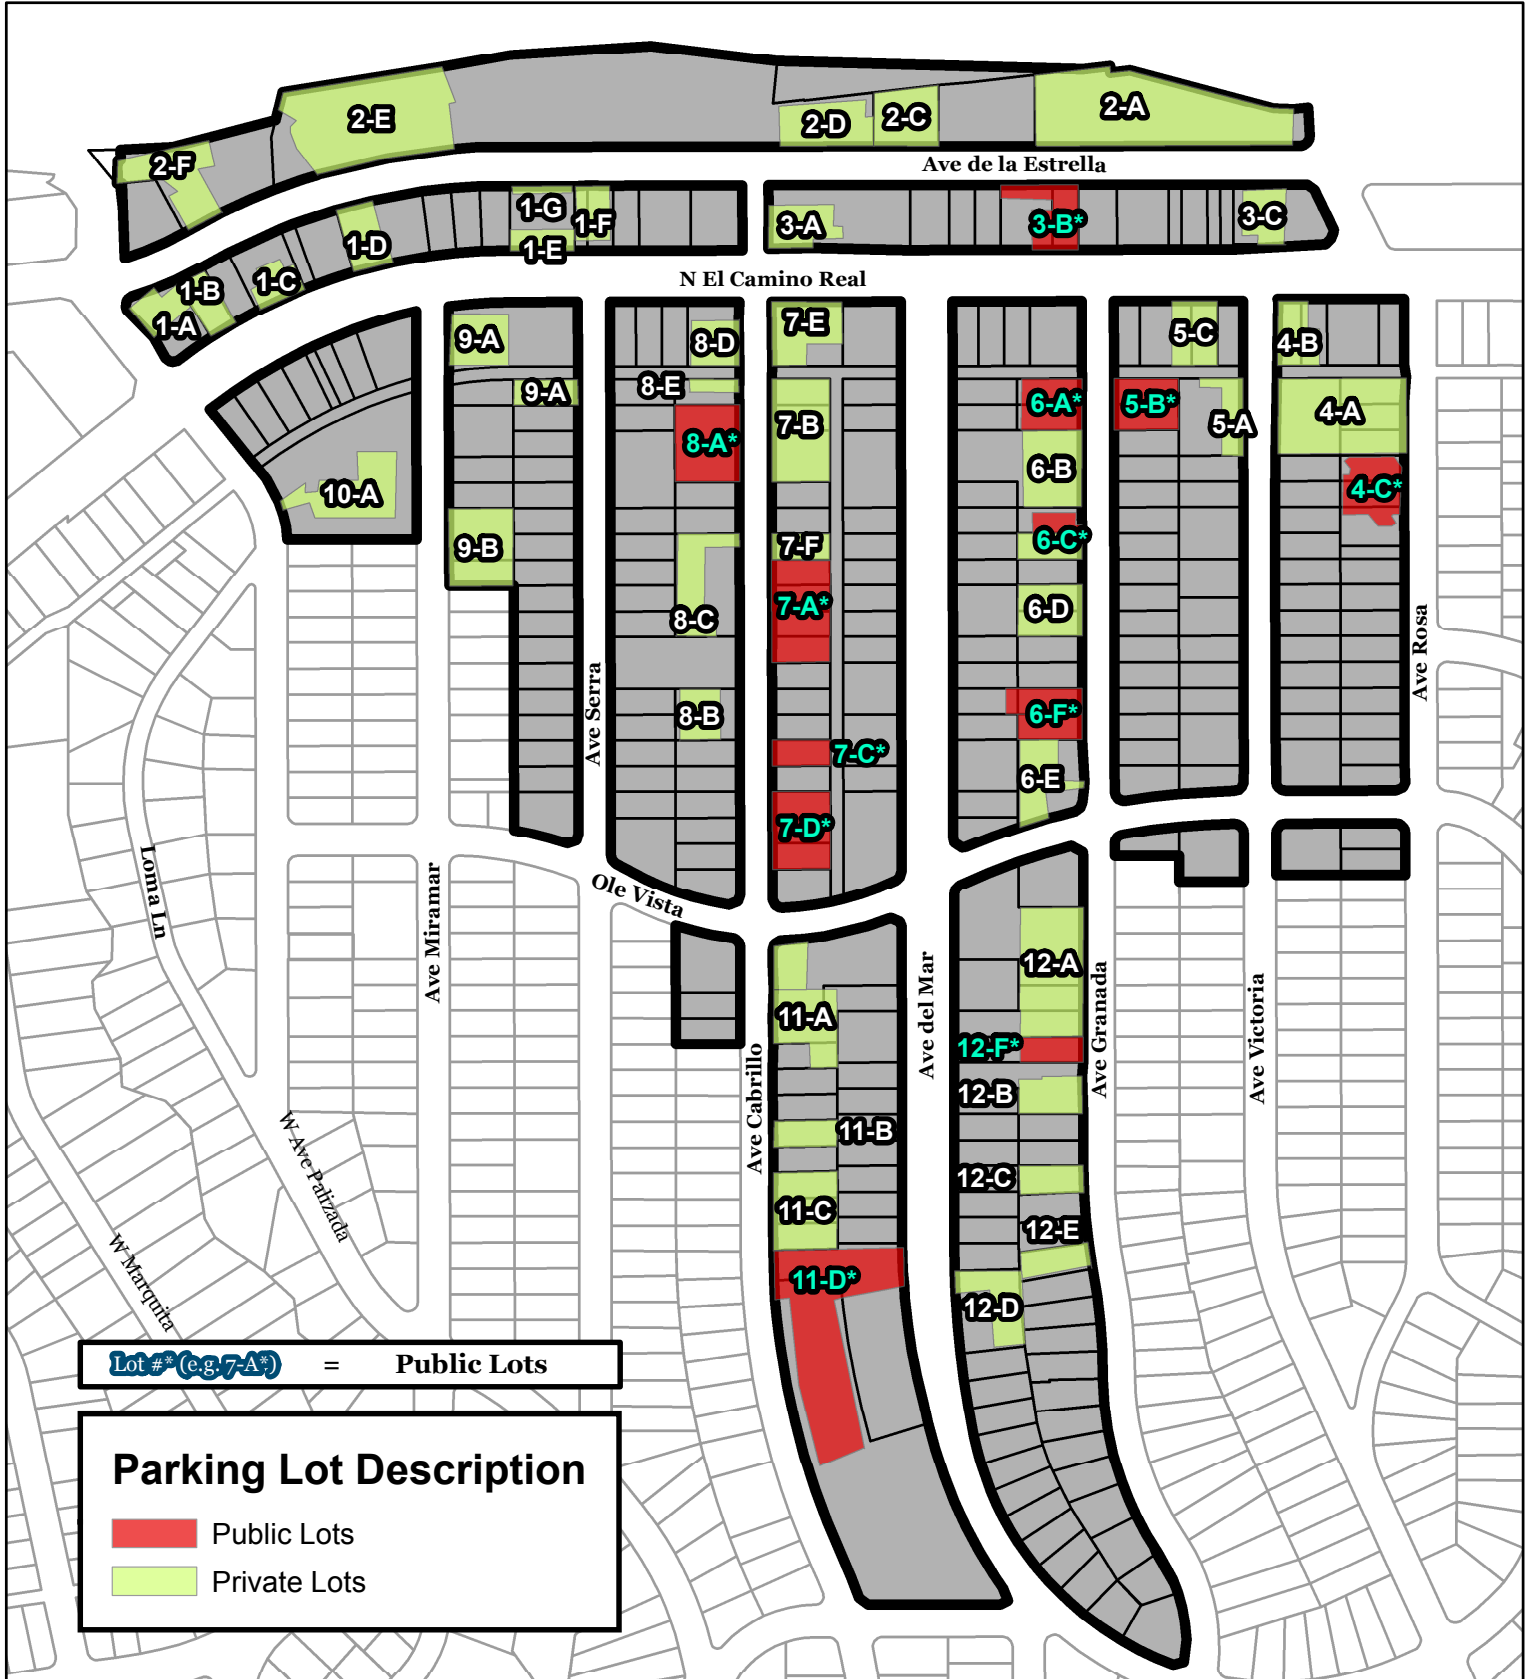 2-E
2-D
2-C
2-A
2-F
Ave de la Estrella
1-G
1-F
1-E
1-D
1-C
1-B
1-A
3-A
3-B*
3-C
N El Camino Real
9-A
8-D
7-E
5-C
4-B
9-A
8-E
6-A*
5-B*
5-A
4-A
8-A*
7-B
6-B
10-A
4-C*
9-B
7-F
6-C*
8-C
7-A*
6-D
Ave Rosa
Ave Serra
8-B
6-F*
7-C*
6-E
7-D*
Loma Ln
Ave Miramar
Ole Vista
12-A
11-A
Ave del Mar
Ave Granada
Ave Victoria
12-F*
Ave Cabrillo
12-B
11-B
W Ave Palizada
12-C
11-C
12-E
W Marquita
11-D*
12-D
Lot #* (e.g. 7-A*) = Public Lots
Parking Lot Description
Public Lots
Private Lots